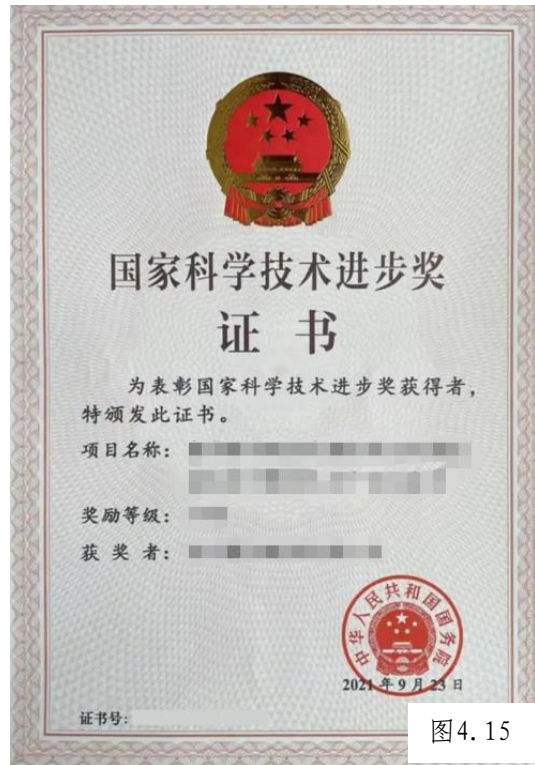 国家科学技术进步奖
证书
为表彰国家科学技术进步奖获得者，
特颁发此证书。
项目名称：
奖励等级：
获奖者：
中华人民共和国国务院
2021年9月23日
证书号：
图4.15